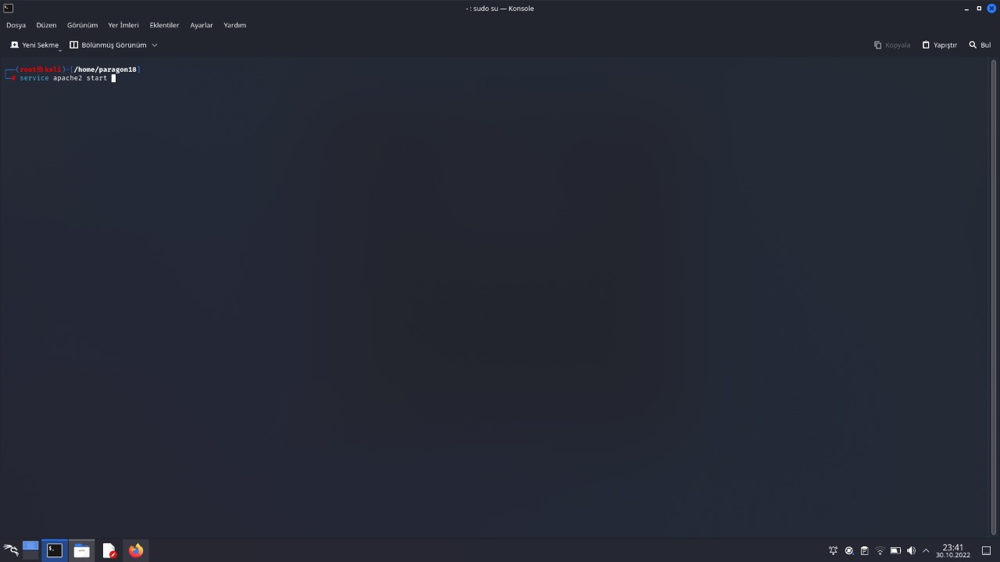 - : sudo su — Konsole
Dosya Düzen Görünüm Yer İmleri Eklentiler Ayarlar Yardım
Yeni Sekme Bölünmüş Görünüm Kopyala Yapıştır Bul
┌──(root㉿kali)-[/home/paragon18]
└─# service apache2 start
23:41
30.10.2022